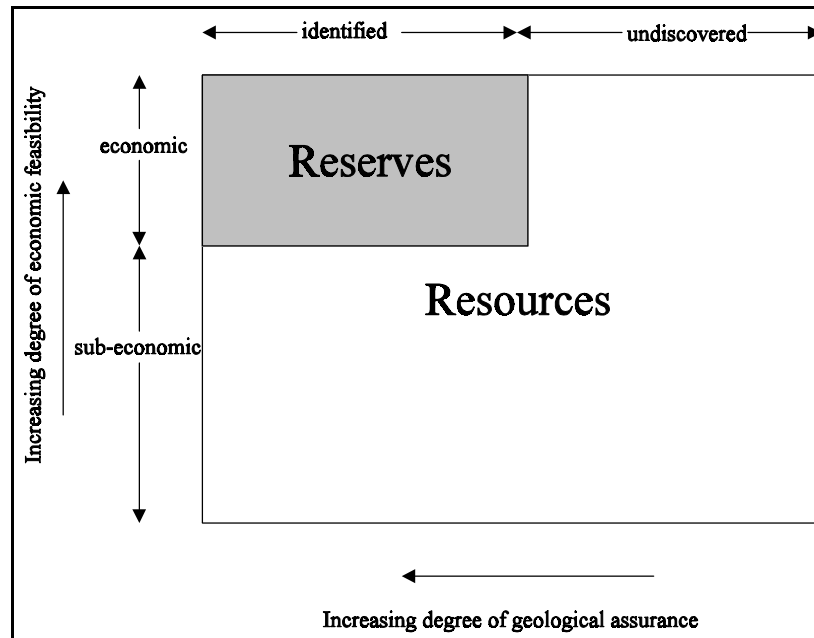 identified
undiscovered
Increasing degree of economic feasibility
economic
Reserves
Resources
sub-economic
Increasing degree of geological assurance